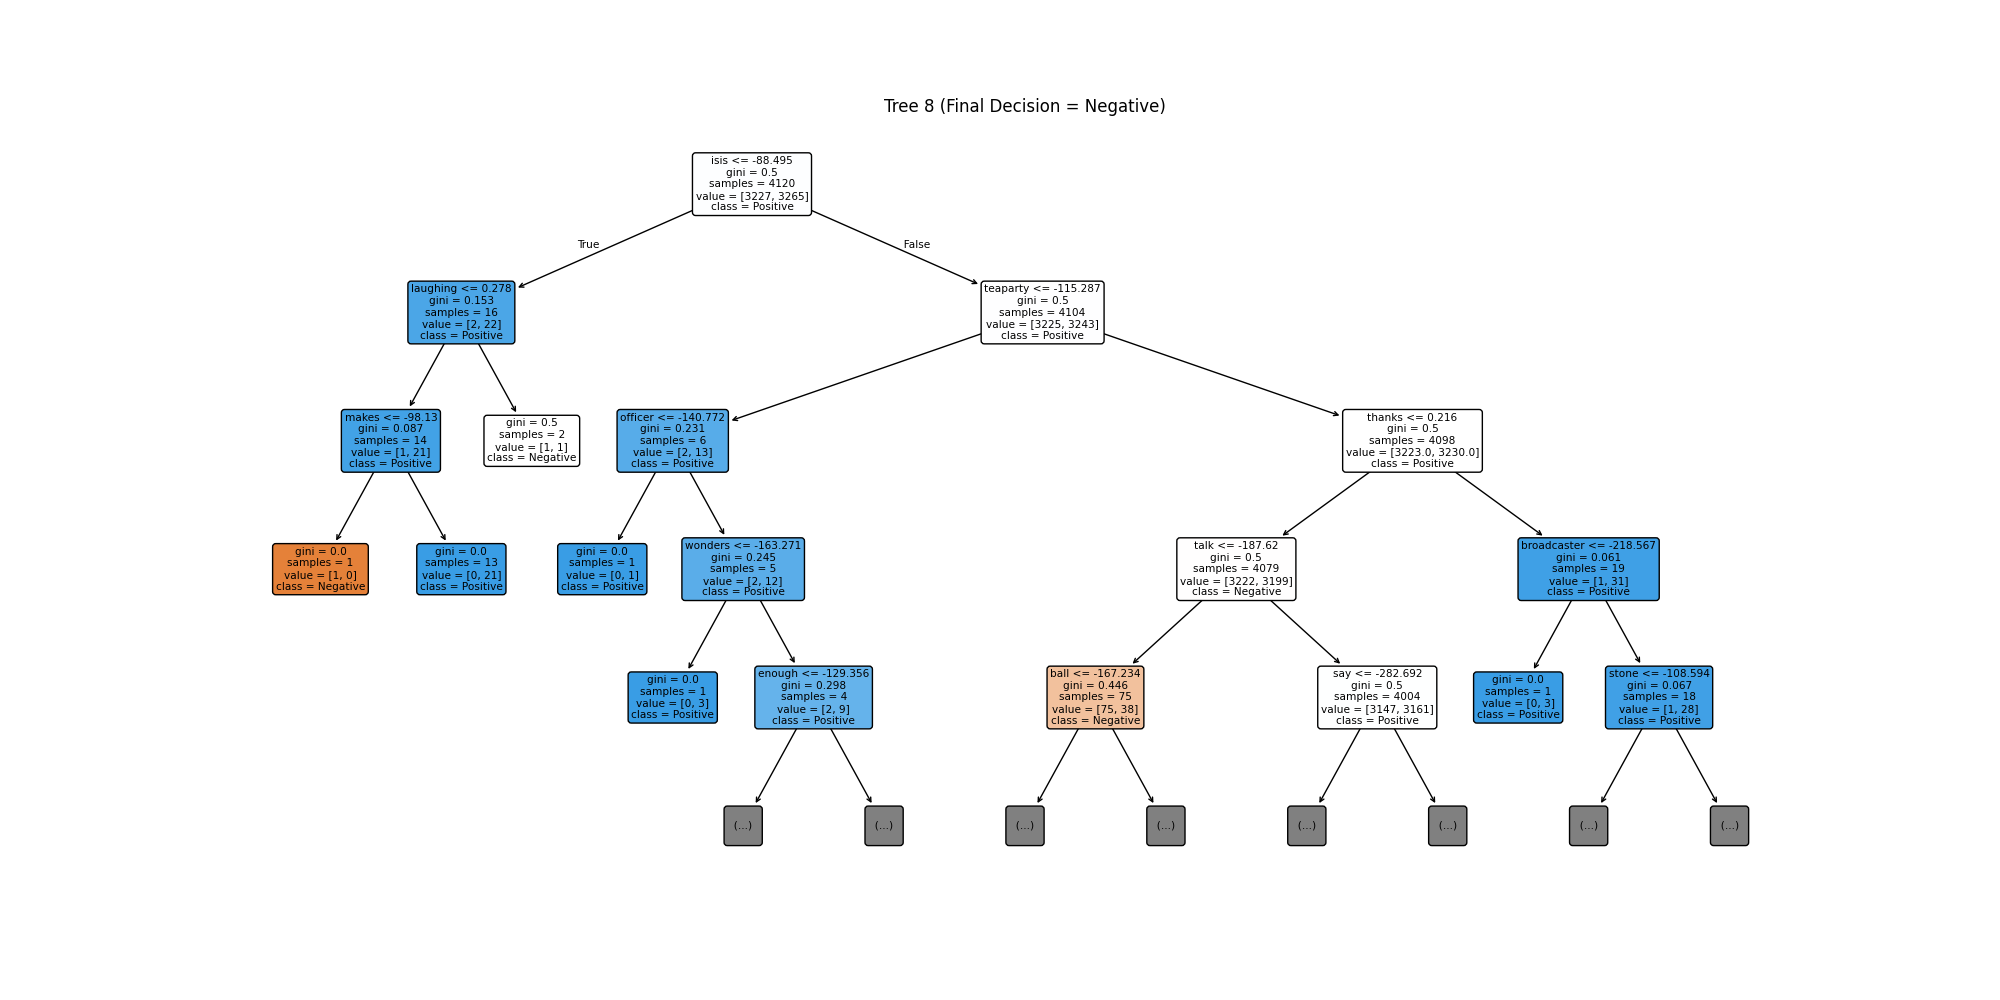 Tree 8 (Final Decision = Negative)
isis <= -88.495
gini = 0.5
samples = 4120
value = [3227, 3265]
class = Positive
True
False
laughing <= 0.278
gini = 0.153
samples = 16
value = [2, 22]
class = Positive
teaparty <= -115.287
gini = 0.5
samples = 4104
value = [3225, 3243]
class = Positive
makes <= -98.13
gini = 0.087
samples = 14
value = [1, 21]
class = Positive
gini = 0.5
samples = 2
value = [1, 1]
class = Negative
officer <= -140.772
gini = 0.231
samples = 6
value = [2, 13]
class = Positive
thanks <= 0.216
gini = 0.5
samples = 4098
value = [3223.0, 3230.0]
class = Positive
gini = 0.0
samples = 1
value = [1, 0]
class = Negative
gini = 0.0
samples = 13
value = [0, 21]
class = Positive
gini = 0.0
samples = 1
value = [0, 1]
class = Positive
wonders <= -163.271
gini = 0.245
samples = 5
value = [2, 12]
class = Positive
talk <= -187.62
gini = 0.5
samples = 4079
value = [3222, 3199]
class = Negative
broadcaster <= -218.567
gini = 0.061
samples = 19
value = [1, 31]
class = Positive
gini = 0.0
samples = 1
value = [0, 3]
class = Positive
enough <= -129.356
gini = 0.298
samples = 4
value = [2, 9]
class = Positive
ball <= -167.234
gini = 0.446
samples = 75
value = [75, 38]
class = Negative
say <= -282.692
gini = 0.5
samples = 4004
value = [3147, 3161]
class = Positive
gini = 0.0
samples = 1
value = [0, 3]
class = Positive
stone <= -108.594
gini = 0.067
samples = 18
value = [1, 28]
class = Positive
(...)
(...)
(...)
(...)
(...)
(...)
(...)
(...)